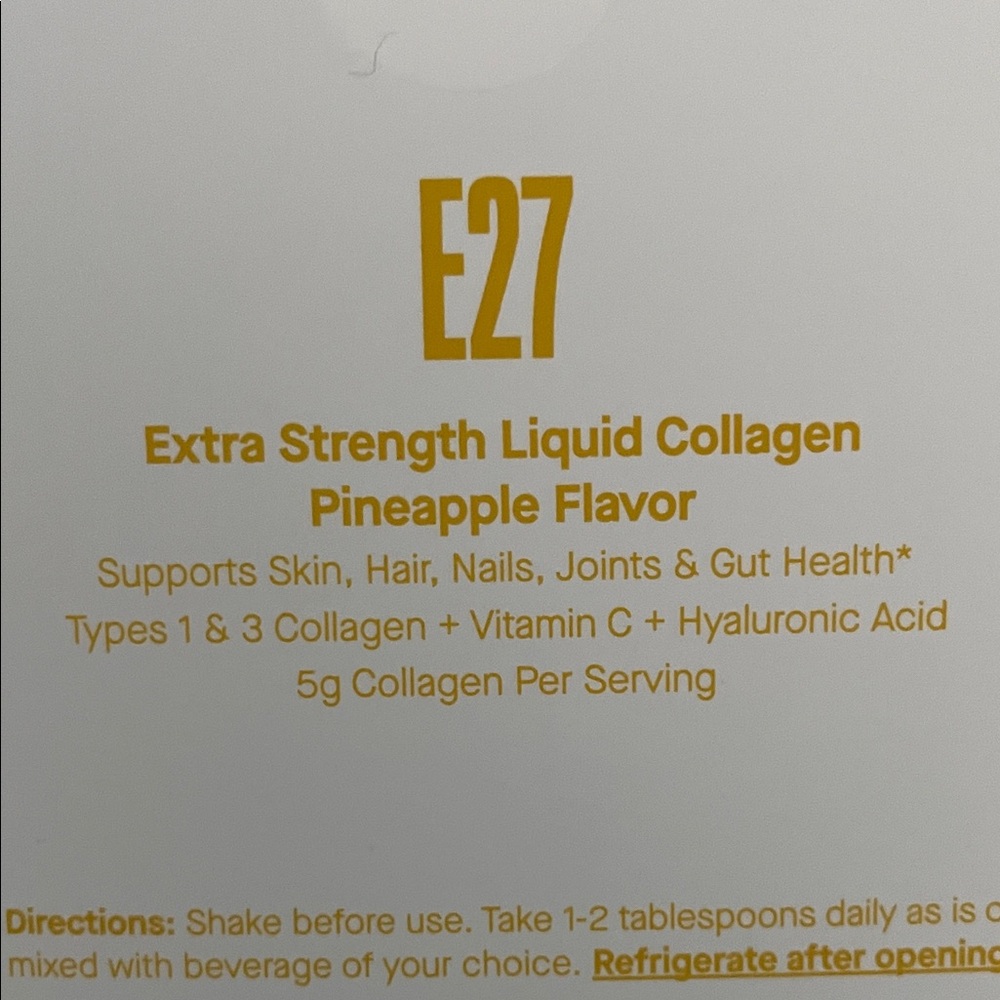 E27
Extra Strength Liquid Collagen
Pineapple Flavor
Supports Skin, Hair, Nails, Joints & Gut Health*
Types 1 & 3 Collagen + Vitamin C + Hyaluronic Acid
5g Collagen Per Serving
Directions: Shake before use. Take 1-2 tablespoons daily as is
mixed with beverage of your choice. Refrigerate after opening